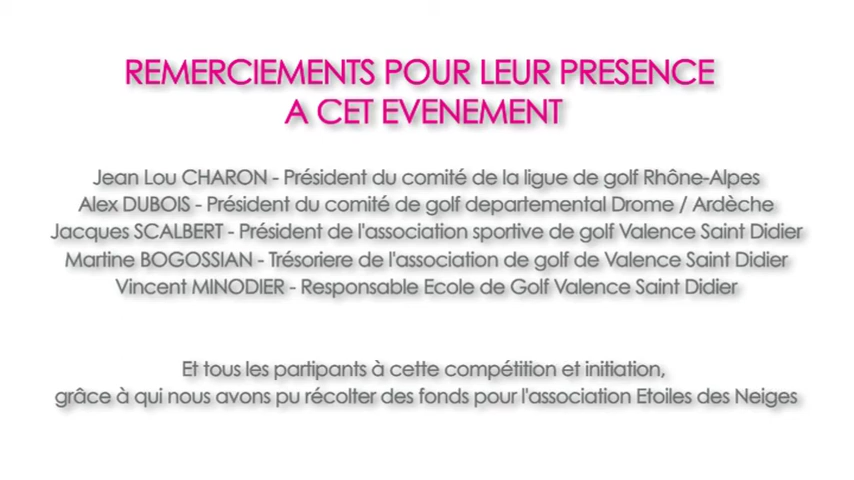 REMERCIEMENTS POUR LEUR PRESENCE
A CET EVENEMENT
Jean Lou CHARON - Président du comité de la ligue de golf Rhône-Alpes
Alex DUBOIS - Président du comité de golf departemental Drome / Ardèche
Jacques SCALBERT - Président de l'association sportive de golf Valence Saint Didier
Martine BOGOSSIAN - Trésoriere de l'association de golf de Valence Saint Didier
Vincent MINODIER - Responsable Ecole de Golf Valence Saint Didier
Et tous les partipants à cette compétition et initiation,
grâce à qui nous avons pu récolter des fonds pour l'association Etoiles des Neiges